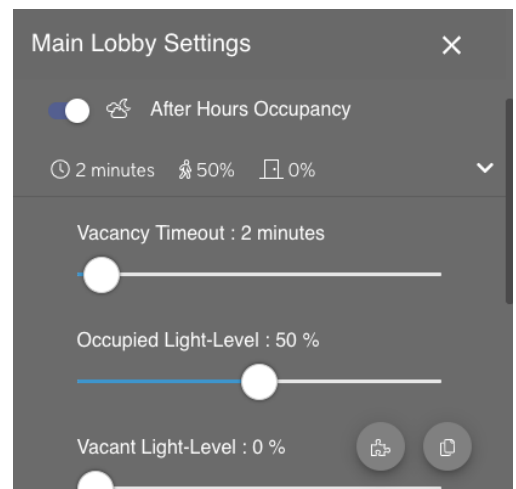 Main Lobby Settings
After Hours Occupancy
2 minutes 50% 0%
Vacancy Timeout : 2 minutes
Occupied Light-Level : 50 %
Vacant Light-Level : 0 %